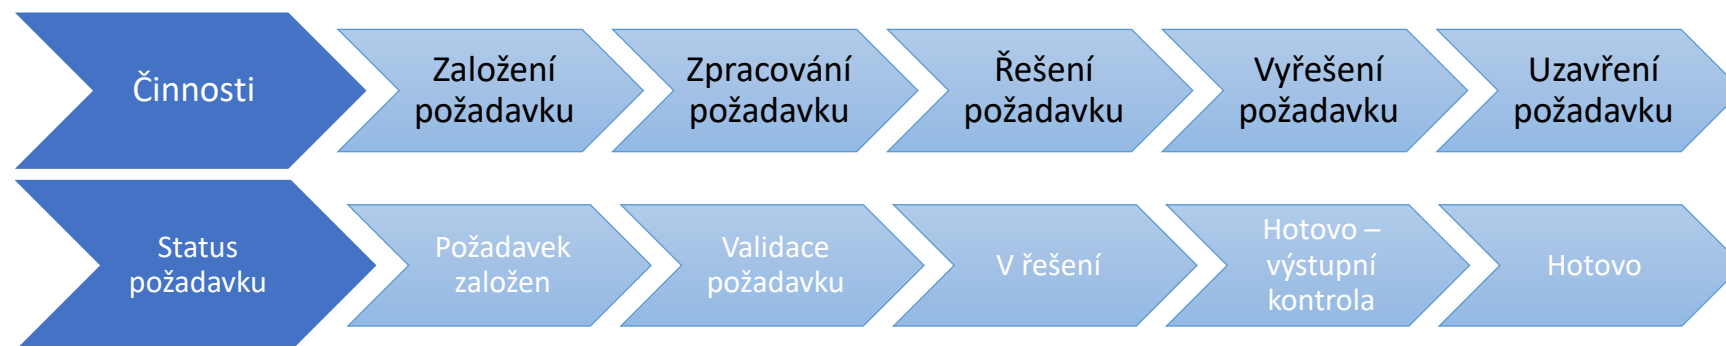 Činnosti
Založení
požadavku
Zpracování
požadavku
Řešení
požadavku
Vyřešení
požadavku
Uzavření
požadavku
Status
požadavku
Požadavek
založen
Validace
požadavku
V řešení
Hotovo –
výstupní
kontrola
Hotovo